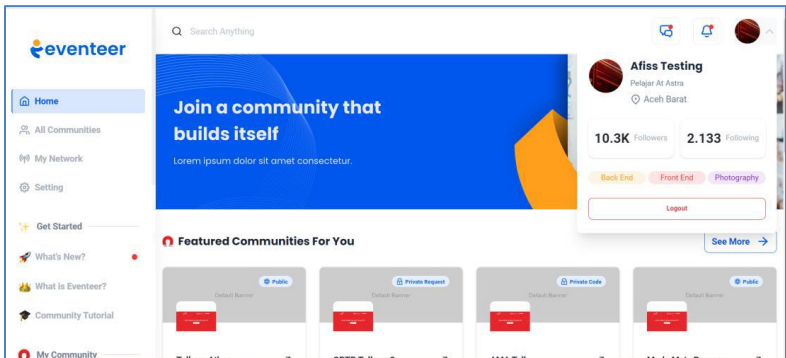 eventeer
Home
All Communities
My Network
Setting
Get Started
What's New?
What is Eventeer?
Community Tutorial
My Community
Search Anything
Join a community that
builds itself
Lorem ipsum dolor sit amet consectetur.
Afiss Testing
Pelajar At Astra
Aceh Barat
10.3K Followers
2.133 Following
Back End Front End Photography
Logout
Featured Communities For You
See More
Public
Default Banner
Private Request
Default Banner
Private Code
Default Banner
Public
Default Banner